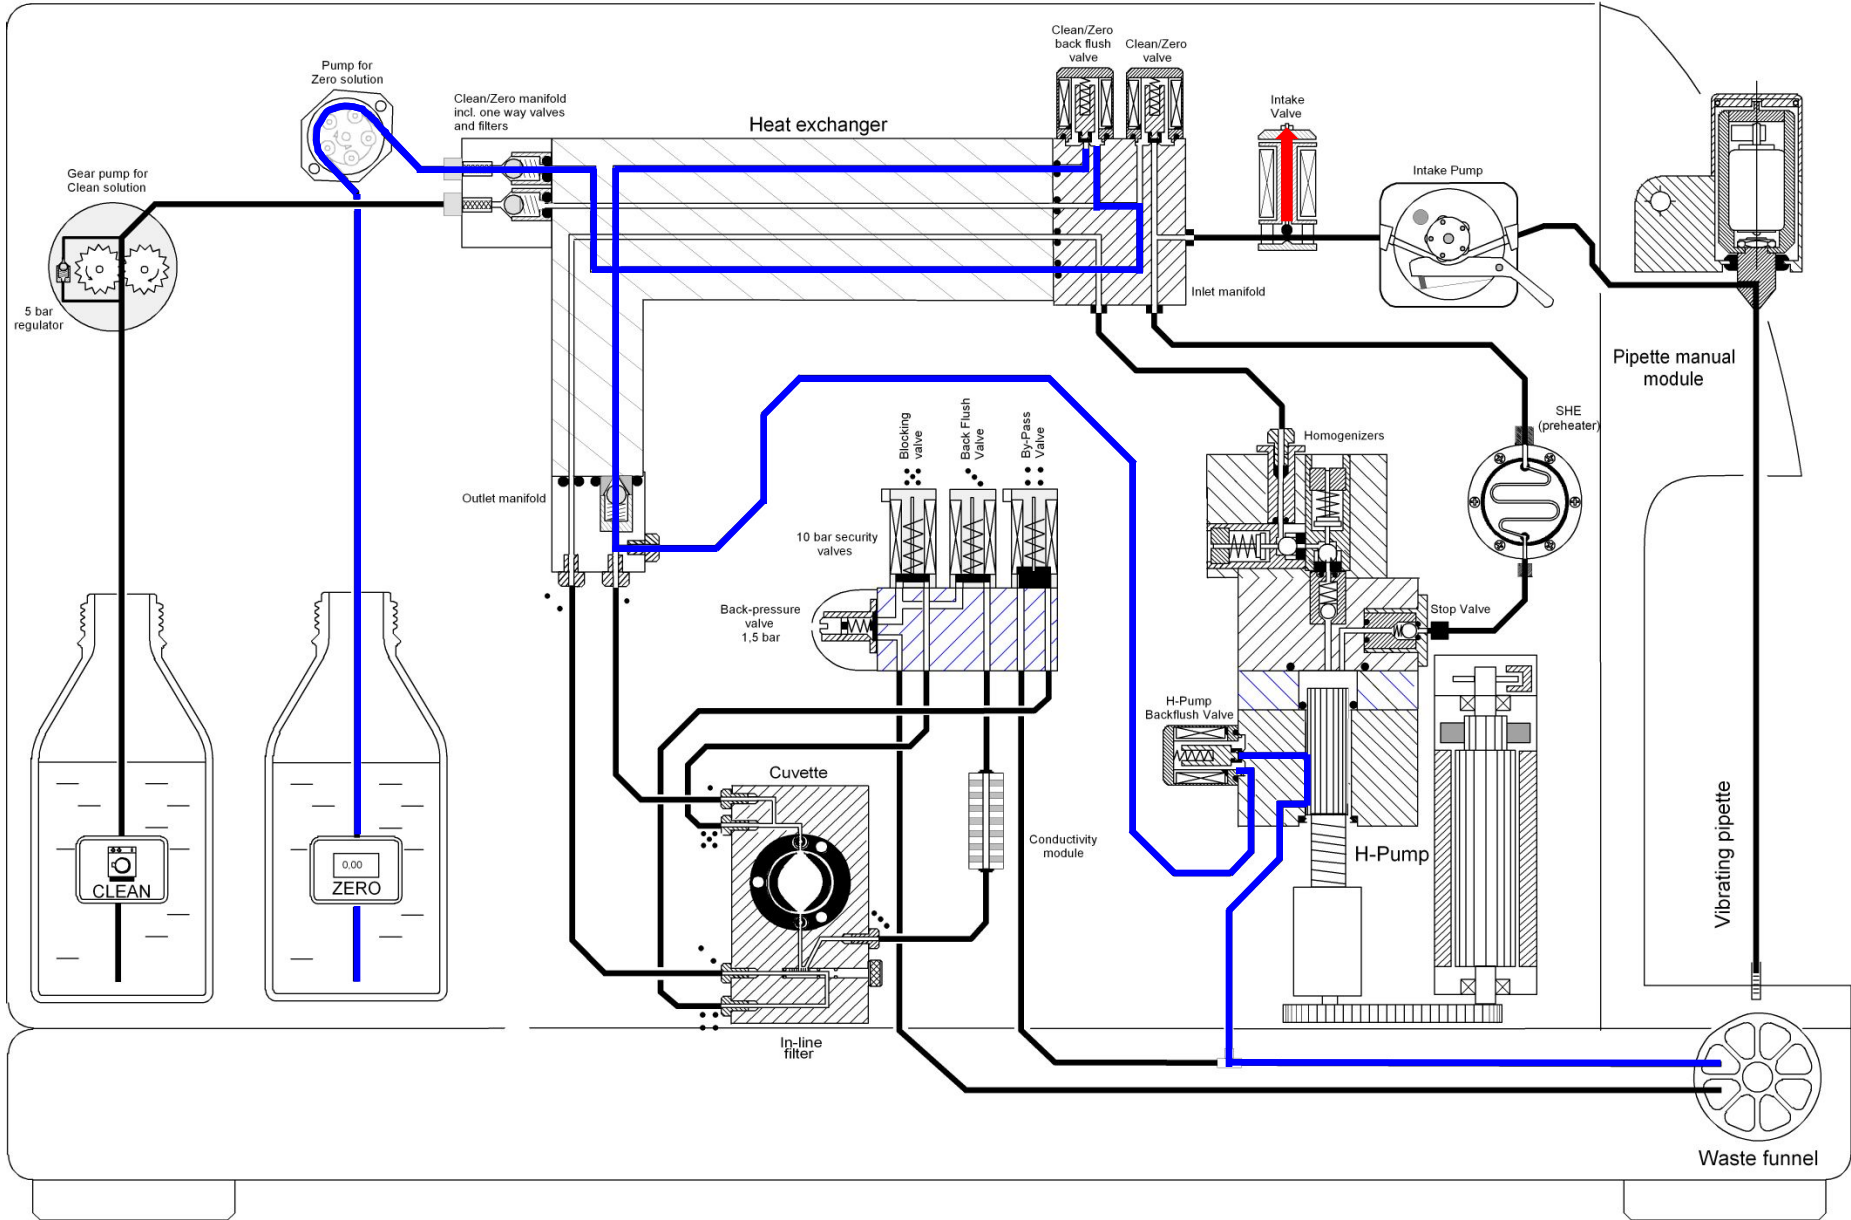 Clean/Zero
back flush
valve
Clean/Zero
valve
Pump for
Zero solution
Clean/Zero manifold
incl. one way valves
and filters
Heat exchanger
Intake
Valve
Gear pump for
Clean solution
Intake Pump
5 bar
regulator
Inlet manifold
Pipette manual
module
SHE
(preheater)
Blocking
valve
Back Flush
Valve
By-Pass
Valve
Homogenizers
Outlet manifold
10 bar security
valves
Back-pressure
valve
1,5 bar
Stop Valve
H-Pump
Backflush Valve
Cuvette
Conductivity
module
H-Pump
Vibrating pipette
CLEAN
0,00
ZERO
In-line
filter
Waste funnel